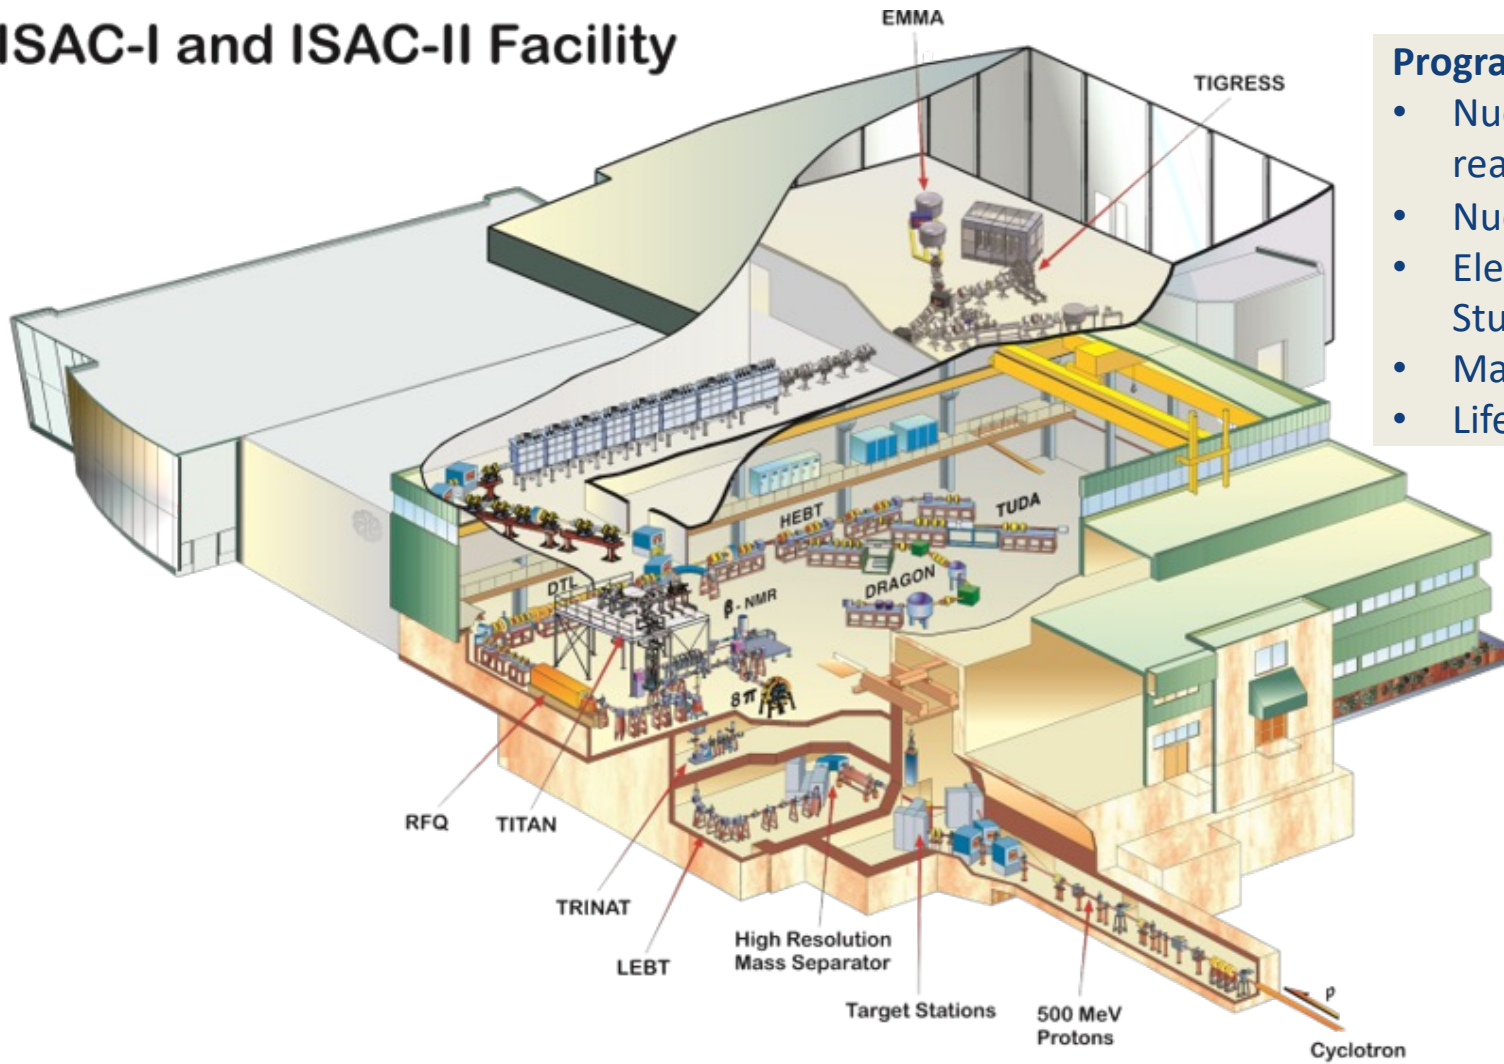 ISAC-I and ISAC-II Facility
EMMA
TIGRESS
Progra
• Nu
rea
• Nu
• Ele
Stu
• Ma
• Life
HEBT
TUDA
DTL
β-NMR
DRAGON
8π
RFQ
TITAN
TRINAT
LEBT
High Resolution
Mass Separator
Target Stations
500 MeV
Protons
p
Cyclotron